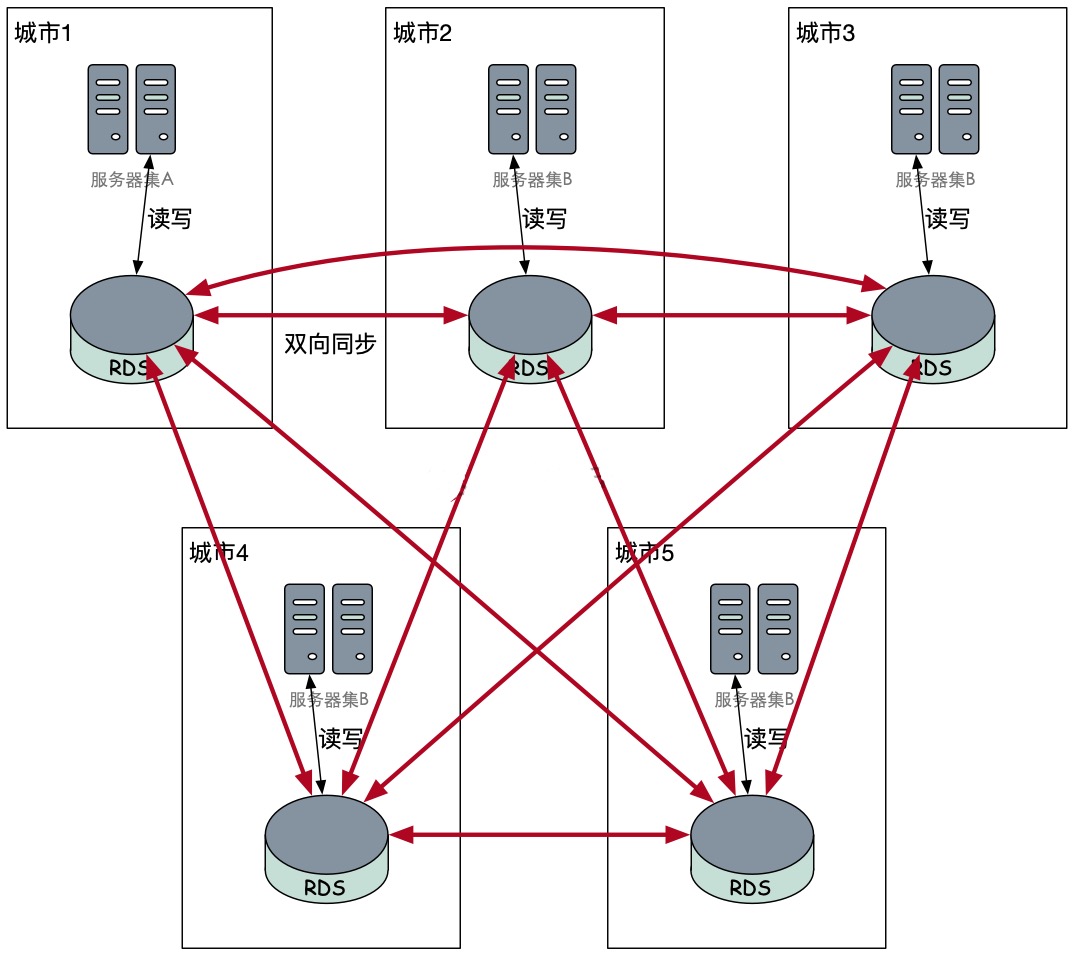 城市1
城市2
城市3
服务器集A
服务器集B
服务器集B
读写
读写
读写
双向同步
RDS
RDS
RDS
城市4
城市5
服务器集B
服务器集B
读写
读写
RDS
RDS